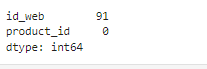 id_web 91
product_id 0
dtype: int64